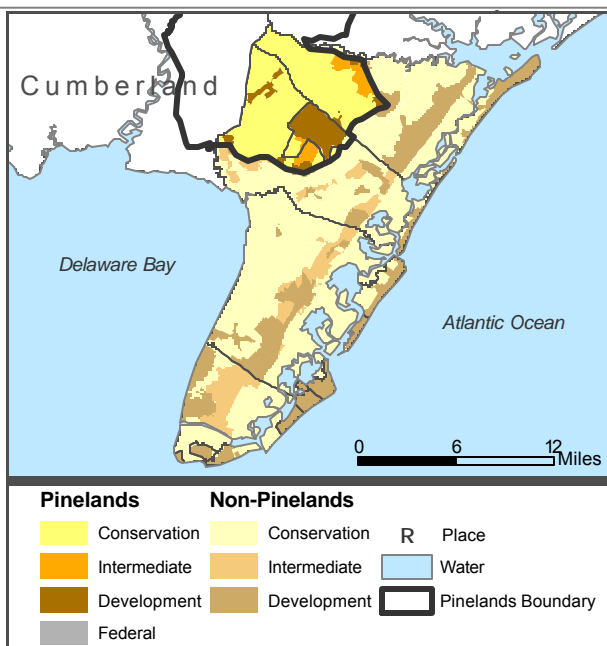 Cumberland
Delaware Bay
Atlantic Ocean
0 6 12
Miles
Pinelands Non-Pinelands
Conservation Conservation R Place
Intermediate Intermediate Water
Development Development Pinelands Boundary
Federal